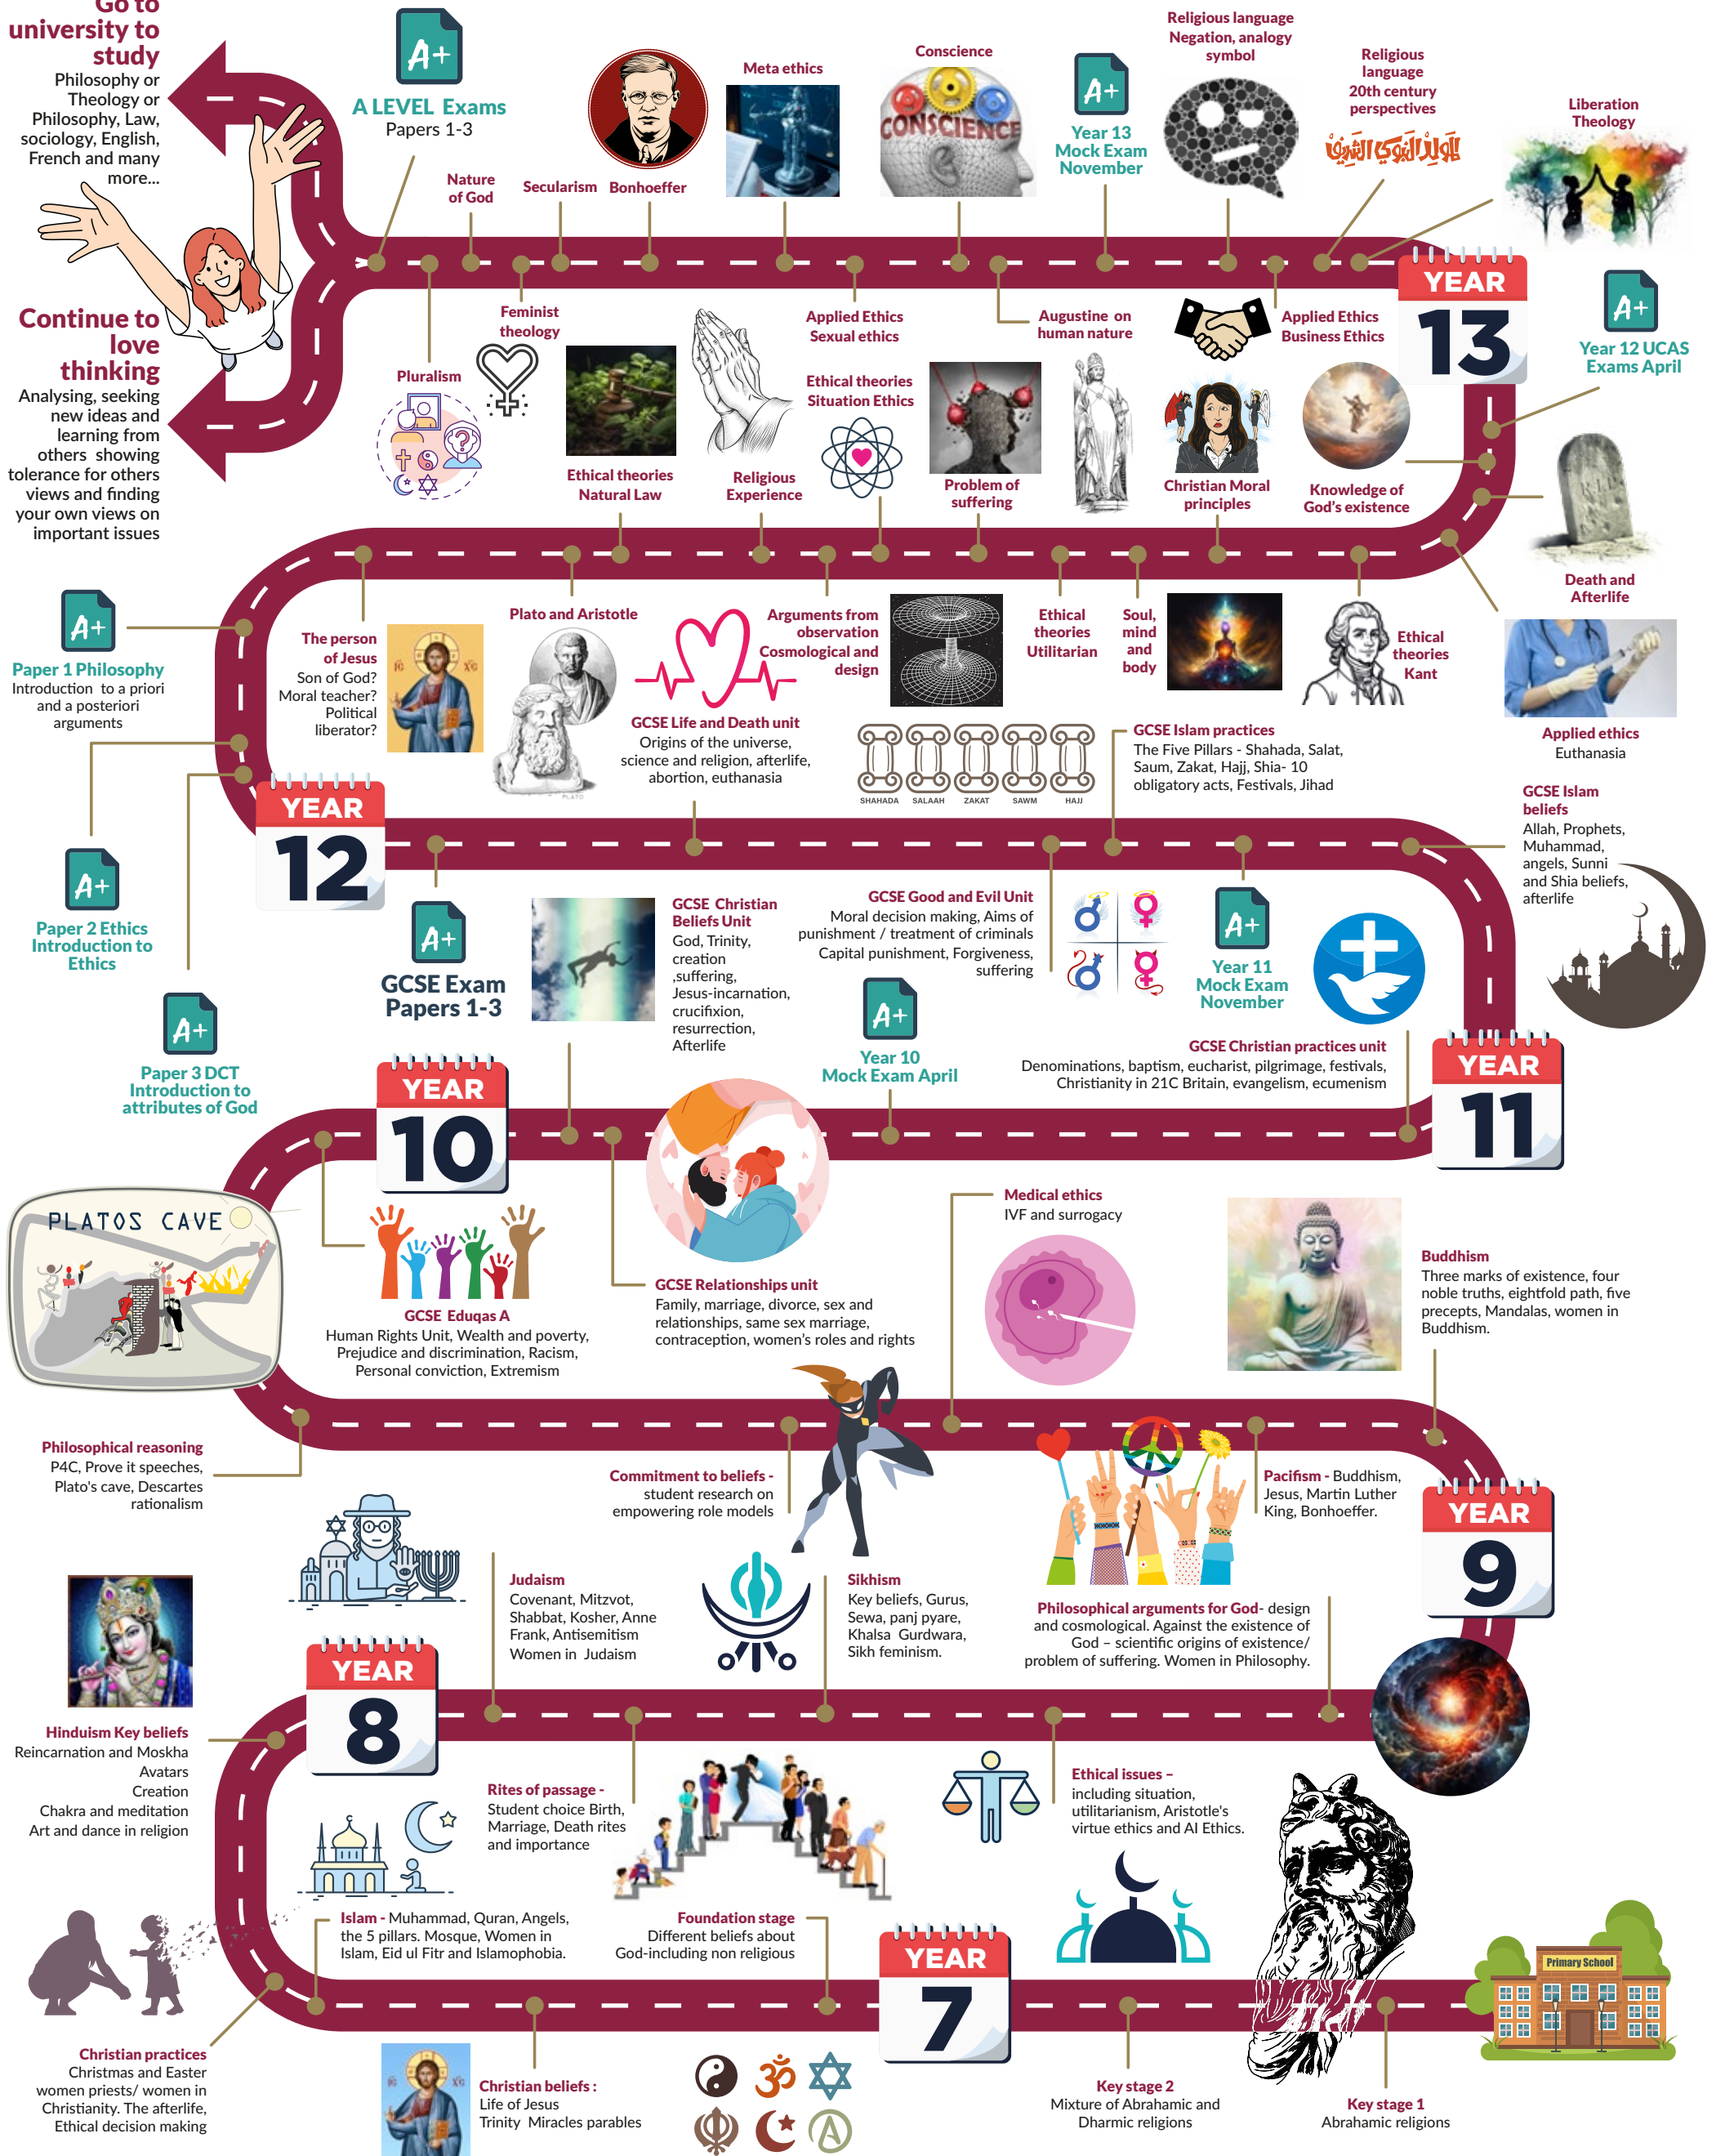 Go to
university to
study
Philosophy or
Theology or
Philosophy, Law,
sociology, English,
French and many
more...
A+
A LEVEL Exams
Papers 1-3
Nature
of God
Secularism
Bonhoeffer
Meta ethics
Conscience
CONSCIENCE
A+
Year 13
Mock Exam
November
Religious language
Negation, analogy
symbol
Religious
language
20th century
perspectives
Liberation
Theology
YEAR
13
A+
Year 12 UCAS
Exams April
Continue to
love
thinking
Analysing, seeking
new ideas and
learning from
others showing
tolerance for others
views and finding
your own views on
important issues
Pluralism
Feminist
theology
Ethical theories
Natural Law
Religious
Experience
Applied Ethics
Sexual ethics
Ethical theories
Situation Ethics
Problem of
suffering
Augustine on
human nature
Applied Ethics
Business Ethics
Christian Moral
principles
Knowledge of
God's existence
Death and
Afterlife
A+
Paper 1 Philosophy
Introduction to a priori
and a posteriori
arguments
The person
of Jesus
Son of God?
Moral teacher?
Political
liberator?
Plato and Aristotle
PLATO
Arguments from
observation
Cosmological and
design
Ethical
theories
Utilitarian
Soul,
mind
and
body
Ethical
theories
Kant
Applied ethics
Euthanasia
GCSE Life and Death unit
Origins of the universe,
science and religion, afterlife,
abortion, euthanasia
SHAHADA SALAAH ZAKAT SAWM HAJJ
GCSE Islam practices
The Five Pillars - Shahada, Salat,
Saum, Zakat, Hajj, Shia- 10
obligatory acts, Festivals, Jihad
GCSE Islam
beliefs
Allah, Prophets,
Muhammad,
angels, Sunni
and Shia beliefs,
afterlife
YEAR
12
A+
Paper 2 Ethics
Introduction to
Ethics
A+
Paper 3 DCT
Introduction to
attributes of God
A+
GCSE Exam
Papers 1-3
GCSE Christian
Beliefs Unit
God, Trinity,
creation
,suffering,
Jesus-incarnation,
crucifixion,
resurrection,
Afterlife
GCSE Good and Evil Unit
Moral decision making, Aims of
punishment / treatment of criminals
Capital punishment, Forgiveness,
suffering
A+
Year 10
Mock Exam April
A+
Year 11
Mock Exam
November
GCSE Christian practices unit
Denominations, baptism, eucharist, pilgrimage, festivals,
Christianity in 21C Britain, evangelism, ecumenism
YEAR
11
YEAR
10
PLATOS CAVE
GCSE Eduqas A
Human Rights Unit, Wealth and poverty,
Prejudice and discrimination, Racism,
Personal conviction, Extremism
GCSE Relationships unit
Family, marriage, divorce, sex and
relationships, same sex marriage,
contraception, women's roles and rights
Medical ethics
IVF and surrogacy
Buddhism
Three marks of existence, four
noble truths, eightfold path, five
precepts, Mandalas, women in
Buddhism.
Philosophical reasoning
P4C, Prove it speeches,
Plato's cave, Descartes
rationalism
Commitment to beliefs -
student research on
empowering role models
Pacifism - Buddhism,
Jesus, Martin Luther
King, Bonhoeffer.
YEAR
9
Judaism
Covenant, Mitzvot,
Shabbat, Kosher, Anne
Frank, Antisemitism
Women in Judaism
Sikhism
Key beliefs, Gurus,
Sewa, panj pyare,
Khalsa Gurdwara,
Sikh feminism.
Philosophical arguments for God- design
and cosmological. Against the existence of
God – scientific origins of existence/
problem of suffering. Women in Philosophy.
YEAR
8
Hinduism Key beliefs
Reincarnation and Moskha
Avatars
Creation
Chakra and meditation
Art and dance in religion
Rites of passage -
Student choice Birth,
Marriage, Death rites
and importance
Ethical issues –
including situation,
utilitarianism, Aristotle's
virtue ethics and AI Ethics.
Islam - Muhammad, Quran, Angels,
the 5 pillars. Mosque, Women in
Islam, Eid ul Fitr and Islamophobia.
Foundation stage
Different beliefs about
God-including non religious
YEAR
7
Primary School
Christian practices
Christmas and Easter
women priests/ women in
Christianity. The afterlife,
Ethical decision making
Christian beliefs :
Life of Jesus
Trinity Miracles parables
ॐ
Key stage 2
Mixture of Abrahamic and
Dharmic religions
Key stage 1
Abrahamic religions